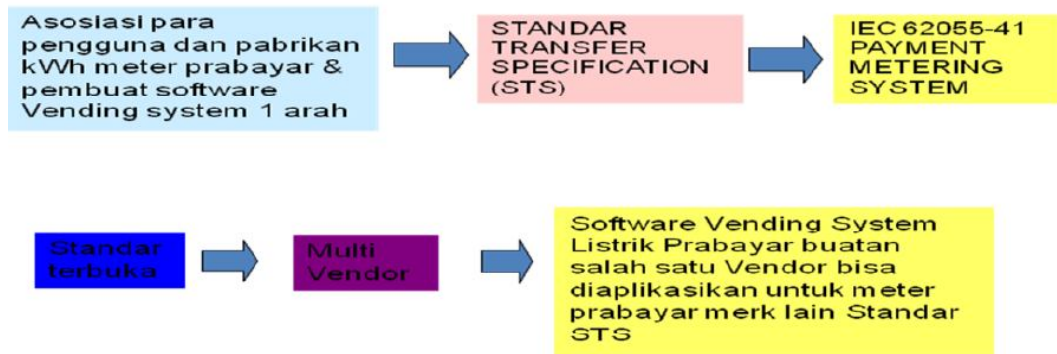 Asosiasi para
pengguna dan pabrikan
kWh meter prabayar &
pembuat software
Vending system 1 arah
STANDAR
TRANSFER
SPECIFICATION
(STS)
IEC 62055-41
PAYMENT
METERING
SYSTEM
Standar
terbuka
Multi
Vendor
Software Vending System
Listrik Prabayar buatan
salah satu Vendor bisa
diaplikasikan untuk meter
prabayar merk lain Standar
STS